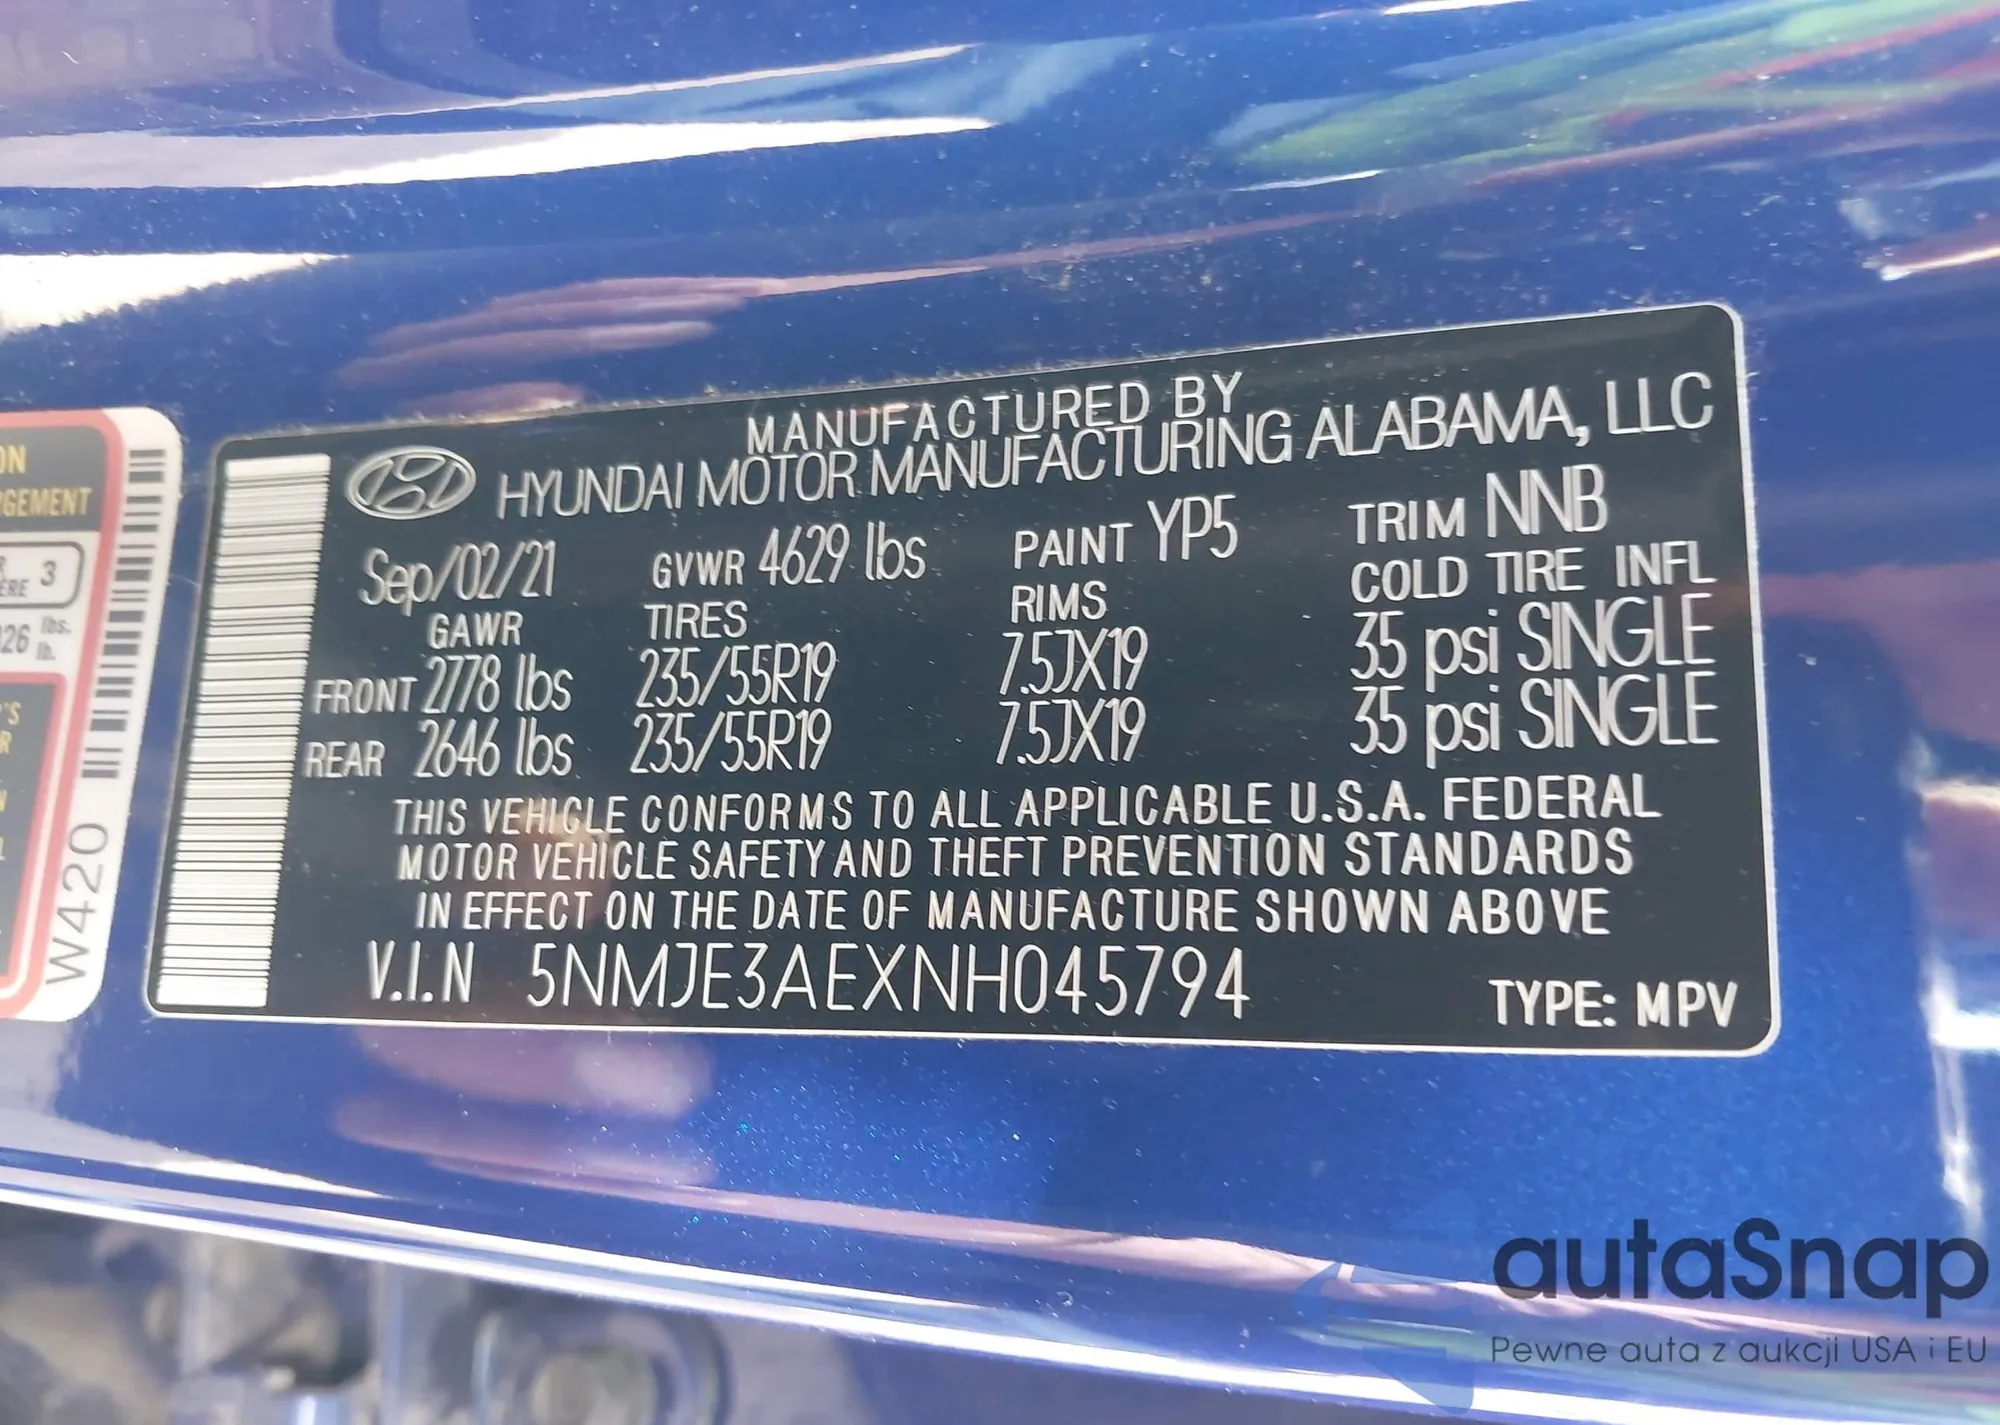 MANUFACTURED BY
HYUNDAI MOTOR MANUFACTURING ALABAMA, LLC
Sep/02/21 GVWR 4629 lbs PAINT YP5 TRIM NNB
GAWR TIRES RIMS COLD TIRE INFL
FRONT 2778 lbs 235/55R19 7.5JX19 35 psi SINGLE
REAR 2646 lbs 235/55R19 7.5JX19 35 psi SINGLE
THIS VEHICLE CONFORMS TO ALL APPLICABLE U.S.A. FEDERAL
MOTOR VEHICLE SAFETY AND THEFT PREVENTION STANDARDS
IN EFFECT ON THE DATE OF MANUFACTURE SHOWN ABOVE
V.I.N 5NMJE3AEXNH045794 TYPE: MPV
3
lbs.
lb.
W420
autaSnap
Pewne auta z aukcji USA i EU